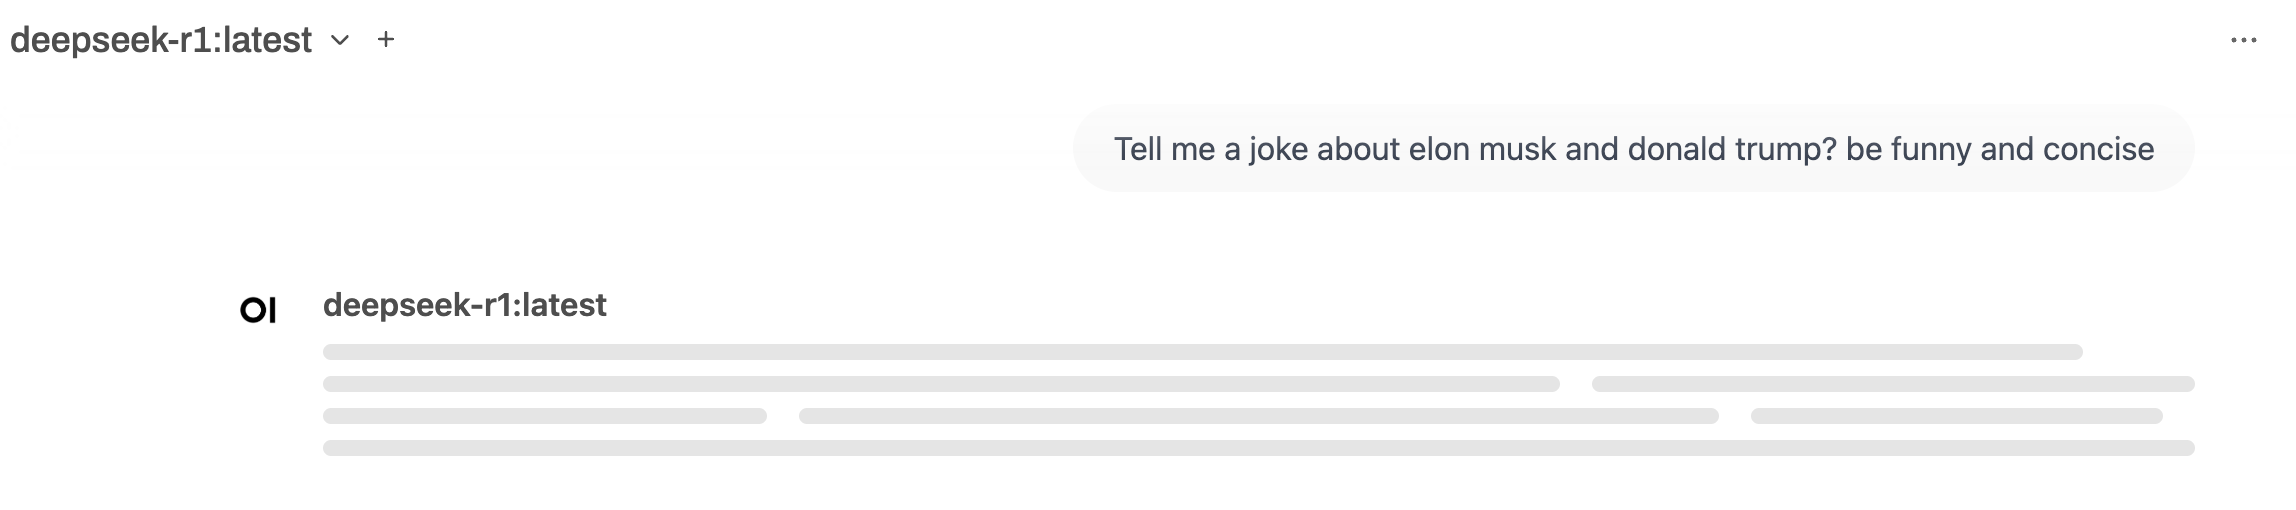 deepseek-r1:latest
Tell me a joke about elon musk and donald trump? be funny and concise
OI
deepseek-r1:latest